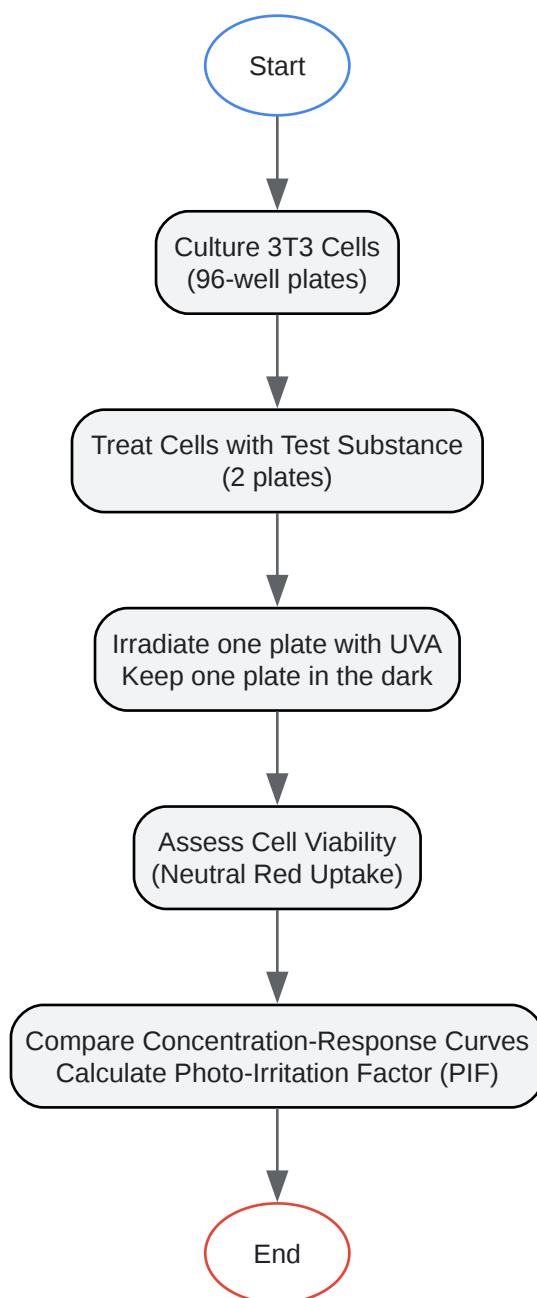 Start
Culture 3T3 Cells
(96-well plates)
Treat Cells with Test Substance
(2 plates)
Irradiate one plate with UVA
Keep one plate in the dark
Assess Cell Viability
(Neutral Red Uptake)
Compare Concentration-Response Curves
Calculate Photo-Irritation Factor (PIF)
End